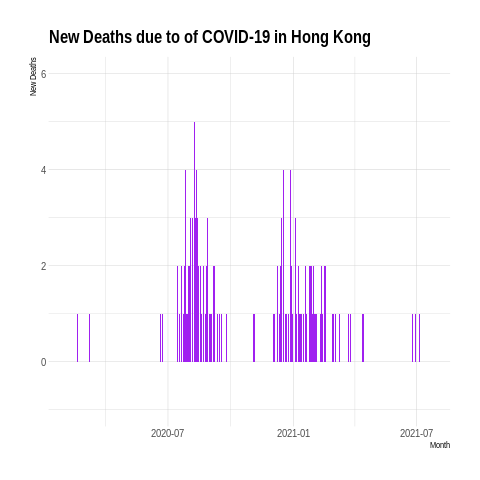 New Deaths due to of COVID-19 in Hong Kong
New Deaths
6
4
2
0
2020-07
2021-01
2021-07
Month